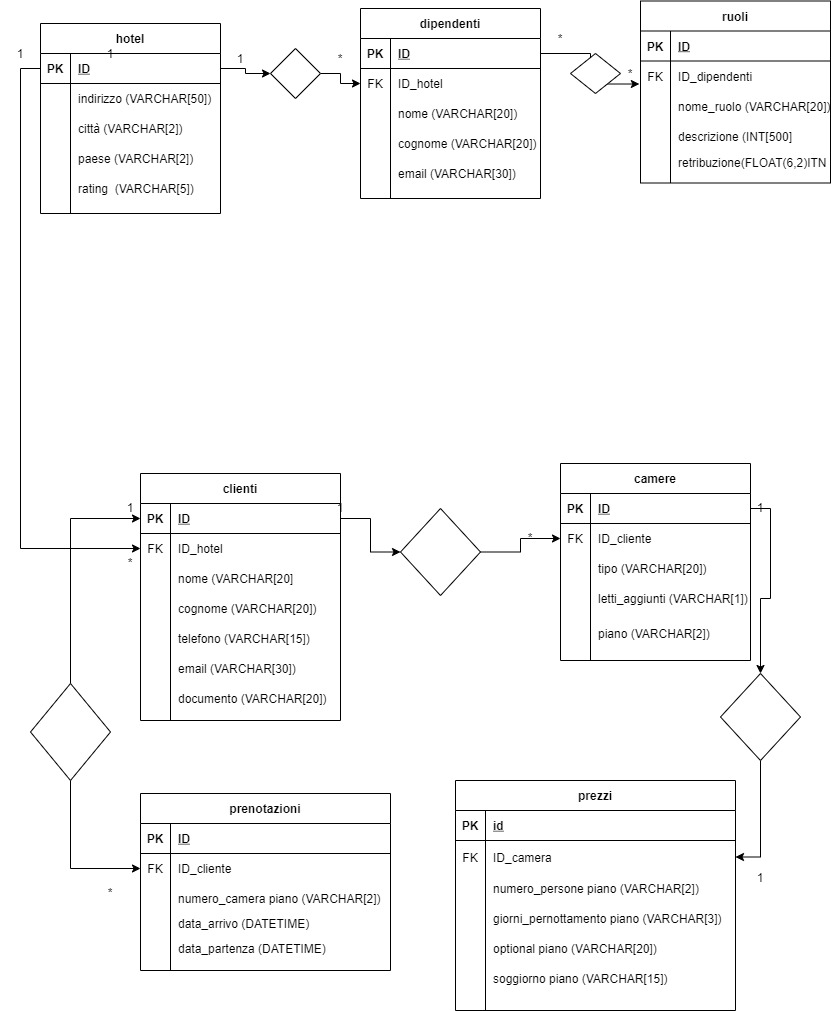 hotel
1
1
PK ID
indirizzo (VARCHAR[50])
città (VARCHAR[2])
paese (VARCHAR[2])
rating (VARCHAR[5])
1
*
dipendenti
PK ID
FK ID_hotel
nome (VARCHAR[20])
cognome (VARCHAR[20])
email (VARCHAR[30])
*
*
ruoli
PK ID
FK ID_dipendenti
nome_ruolo (VARCHAR[20])
descrizione (INT[500]
retribuzione(FLOAT(6,2)ITN
clienti
1
PK ID
1
FK ID_hotel
*
nome (VARCHAR[20]
cognome (VARCHAR[20])
telefono (VARCHAR[15])
email (VARCHAR[30])
documento (VARCHAR[20])
*
camere
PK ID
1
FK ID_cliente
tipo (VARCHAR[20])
letti_aggiunti (VARCHAR[1])
piano (VARCHAR[2])
prenotazioni
PK ID
FK ID_cliente
*
numero_camera piano (VARCHAR[2])
data_arrivo (DATETIME)
data_partenza (DATETIME)
prezzi
PK id
FK ID_camera
1
numero_persone piano (VARCHAR[2])
giorni_pernottamento piano (VARCHAR[3])
optional piano (VARCHAR[20])
soggiorno piano (VARCHAR[15])